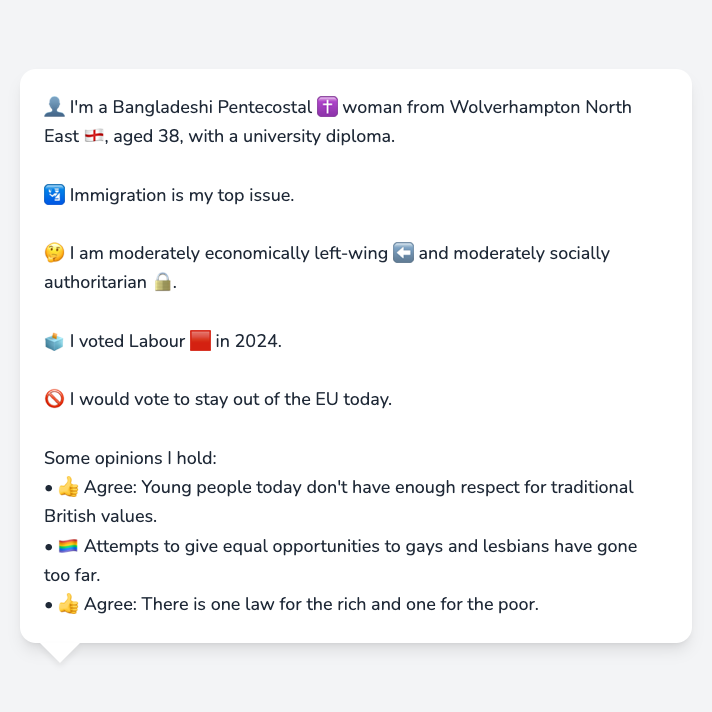 👤 I'm a Bangladeshi Pentecostal ✝️ woman from Wolverhampton North
East 🏴󠁧󠁢󠁥󠁮󠁧󠁿, aged 38, with a university diploma.
🛂 Immigration is my top issue.
🤔 I am moderately economically left-wing ⬅️ and moderately socially
authoritarian 🔒.
🗳️ I voted Labour 🟥 in 2024.
🚫 I would vote to stay out of the EU today.
Some opinions I hold:
• 👍 Agree: Young people today don't have enough respect for traditional
British values.
• 🏳️‍🌈 Attempts to give equal opportunities to gays and lesbians have gone
too far.
• 👍 Agree: There is one law for the rich and one for the poor.